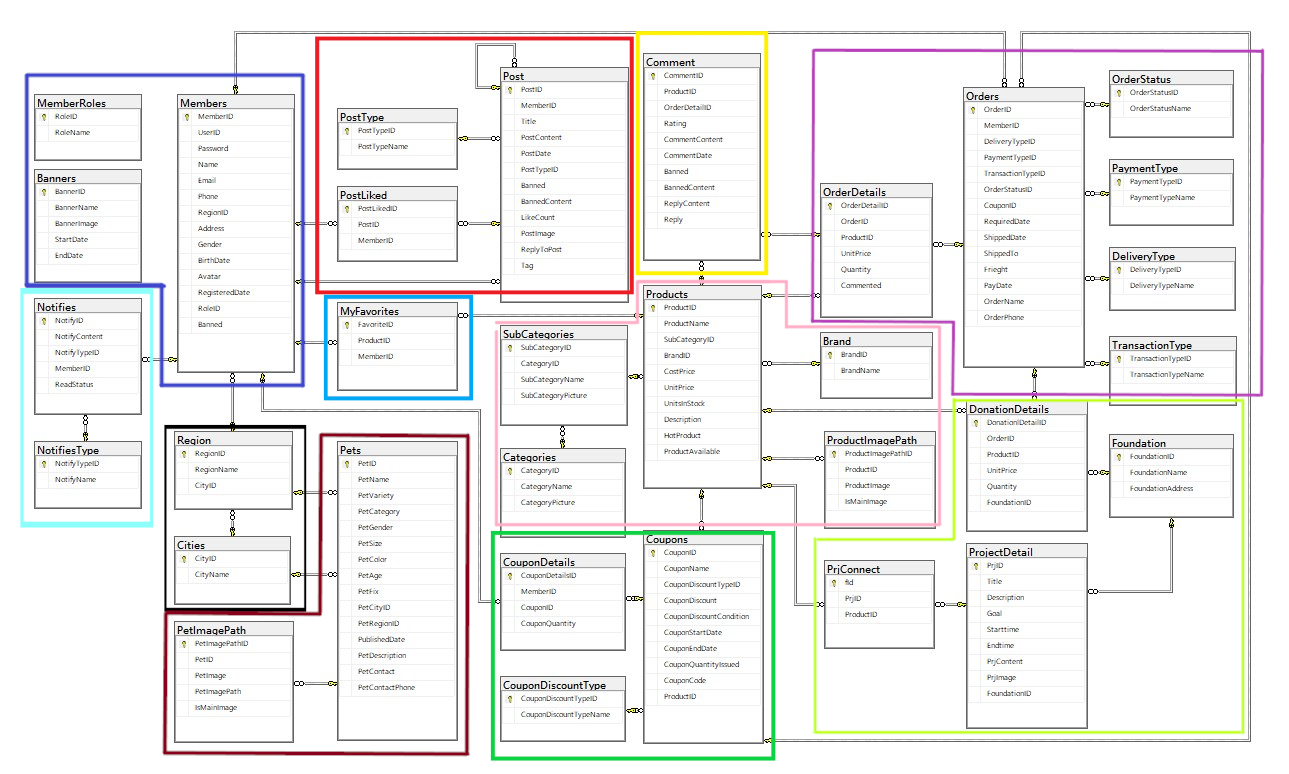 MemberRoles
RoleID
RoleName
Banners
BannerID
BannerName
BannerImage
StartDate
EndDate
Members
MemberID
UserID
Password
Name
Email
Phone
RegionID
Address
Gender
BirthDate
Avatar
RegisteredDate
RoleID
Banned
Notifies
NotifyID
NotifyContent
NotifyTypeID
MemberID
ReadStatus
NotifiesType
NotifyTypeID
NotifyName
PostType
PostTypeID
PostTypeName
PostLiked
PostLikedID
PostID
MemberID
Post
PostID
MemberID
Title
PostContent
PostDate
PostTypeID
Banned
BannedContent
LikeCount
PostImage
ReplyToPost
Tag
MyFavorites
FavoriteID
ProductID
MemberID
Comment
CommentID
ProductID
OrderDetailID
Rating
CommentContent
CommentDate
Banned
BannedContent
ReplyContent
Reply
OrderDetails
OrderDetailID
OrderID
ProductID
UnitPrice
Quantity
Commented
Orders
OrderID
MemberID
DeliveryTypeID
PaymentTypeID
TransactionTypeID
OrderStatusID
CouponID
RequiredDate
ShippedDate
ShippedTo
Frieght
PayDate
OrderName
OrderPhone
OrderStatus
OrderStatusID
OrderStatusName
PaymentType
PaymentTypeID
PaymentTypeName
DeliveryType
DeliveryTypeID
DeliveryTypeName
TransactionType
TransactionTypeID
TransactionTypeName
SubCategories
SubCategoryID
CategoryID
SubCategoryName
SubCategoryPicture
Categories
CategoryID
CategoryName
CategoryPicture
Products
ProductID
ProductName
SubCategoryID
BrandID
CostPrice
UnitPrice
UnitsInStock
Description
HotProduct
ProductAvailable
Brand
BrandID
BrandName
ProductImagePath
ProductImagePathID
ProductID
ProductImage
IsMainImage
Region
RegionID
RegionName
CityID
Cities
CityID
CityName
PetImagePath
PetImagePathID
PetID
PetImage
PetImagePath
IsMainImage
Pets
PetID
PetName
PetVariety
PetCategory
PetGender
PetSize
PetColor
PetAge
PetFix
PetCityID
PetRegionID
PublishedDate
PetDescription
PetContact
PetContactPhone
CouponDetails
CouponDetailsID
MemberID
CouponID
CouponQuantity
CouponDiscountType
CouponDiscountTypeID
CouponDiscountTypeName
Coupons
CouponID
CouponName
CouponDiscountTypeID
CouponDiscount
CouponDiscountCondition
CouponStartDate
CouponEndDate
CouponQuantityIssued
CouponCode
ProductID
DonationDetails
DonationlDetailID
OrderID
ProductID
UnitPrice
Quantity
FoundationID
Foundation
FoundationID
FoundationName
FoundationAddress
PrjConnect
fId
PrjID
ProductID
ProjectDetail
PrjID
Title
Description
Goal
Starttime
Endtime
PrjContent
PrjImage
FoundationID